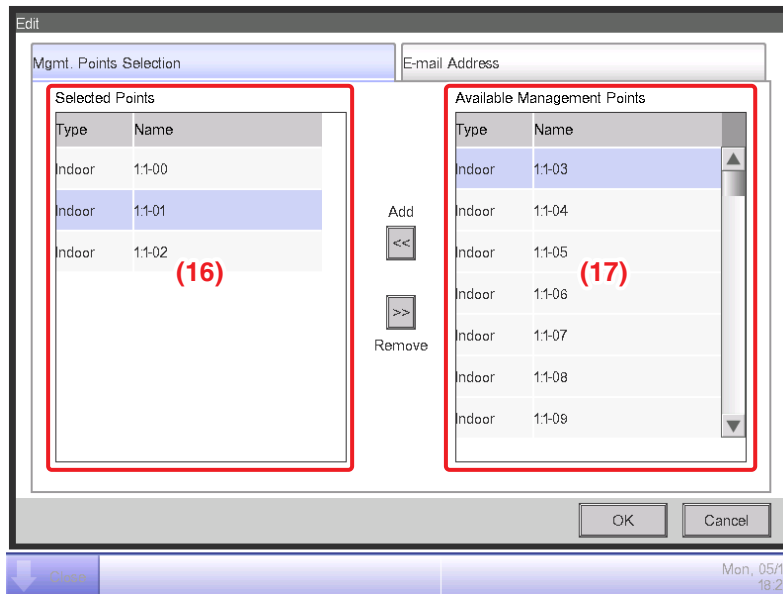 Edit
Mgmt. Points Selection
E-mail Address
Selected Points
Type Name
Indoor 1:1-00
Indoor 1:1-01
Indoor 1:1-02
(16)
Add
<<
>>
Remove
Available Management Points
Type Name
Indoor 1:1-03
Indoor 1:1-04
Indoor 1:1-05
Indoor 1:1-06
Indoor 1:1-07
Indoor 1:1-08
Indoor 1:1-09
(17)
OK Cancel
Mon, 05/1
18:2